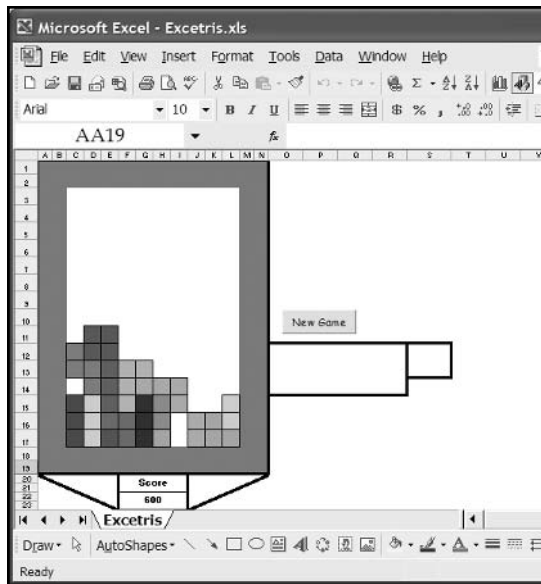 Microsoft Excel - Excetris.xls
File Edit View Insert Format Tools Data Window Help
Arial 10 B I U $ % ,
AA19 fx
A B C D E F G H I J K L M N O P Q R S T U V
1
2
3
4
5
6
7
8
9
10
New Game
11
12
13
14
15
16
17
18
19
20
Score
21
22
600
23
Excetris
Draw AutoShapes
Ready